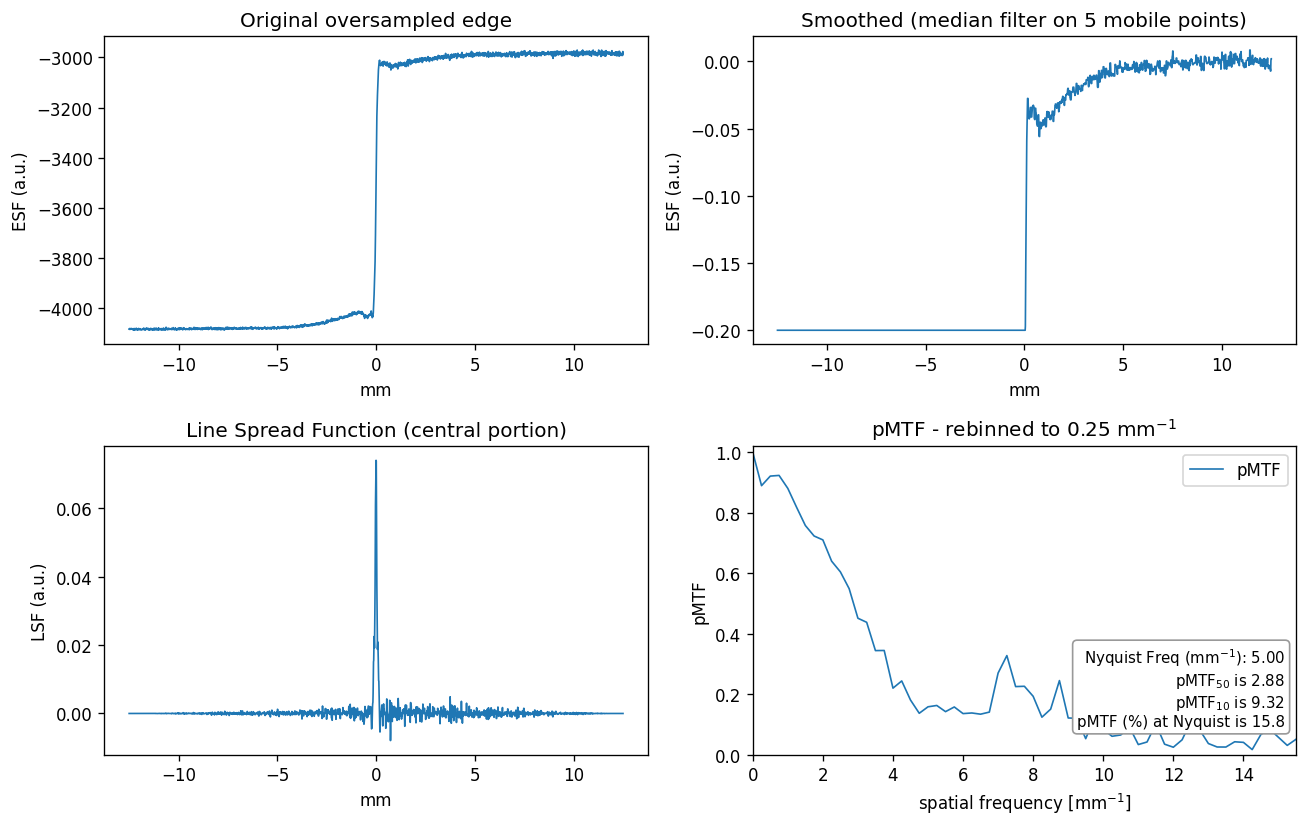 Original oversampled edge
−3000
−3200
−3400
−3600
−3800
−4000
ESF (a.u.)
−10
−5
0
5
10
mm
Smoothed (median filter on 5 mobile points)
0.00
−0.05
−0.10
−0.15
−0.20
ESF (a.u.)
−10
−5
0
5
10
mm
Line Spread Function (central portion)
0.06
0.04
0.02
0.00
LSF (a.u.)
−10
−5
0
5
10
mm
pMTF - rebinned to 0.25 mm⁻¹
1.0
0.8
0.6
0.4
0.2
0.0
pMTF
pMTF
Nyquist Freq (mm⁻¹): 5.00
pMTF₅₀ is 2.88
pMTF₁₀ is 9.32
pMTF (%) at Nyquist is 15.8
0
2
4
6
8
10
12
14
spatial frequency [mm⁻¹]